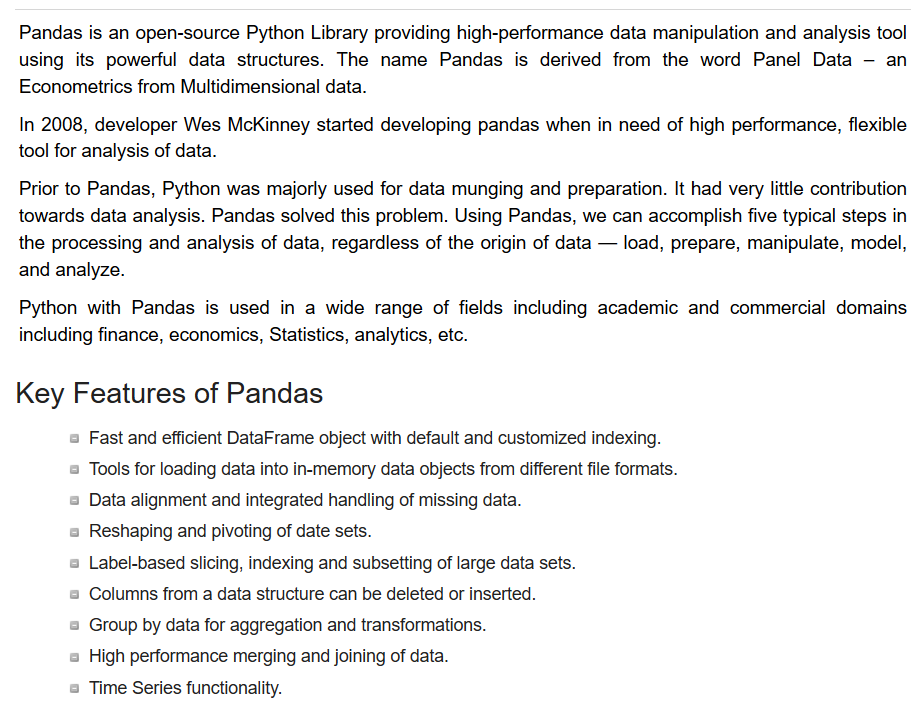 Pandas is an open-source Python Library providing high-performance data manipulation and analysis tool
using its powerful data structures. The name Pandas is derived from the word Panel Data – an
Econometrics from Multidimensional data.
In 2008, developer Wes McKinney started developing pandas when in need of high performance, flexible
tool for analysis of data.
Prior to Pandas, Python was majorly used for data munging and preparation. It had very little contribution
towards data analysis. Pandas solved this problem. Using Pandas, we can accomplish five typical steps in
the processing and analysis of data, regardless of the origin of data — load, prepare, manipulate, model,
and analyze.
Python with Pandas is used in a wide range of fields including academic and commercial domains
including finance, economics, Statistics, analytics, etc.
Key Features of Pandas
Fast and efficient DataFrame object with default and customized indexing.
Tools for loading data into in-memory data objects from different file formats.
Data alignment and integrated handling of missing data.
Reshaping and pivoting of date sets.
Label-based slicing, indexing and subsetting of large data sets.
Columns from a data structure can be deleted or inserted.
Group by data for aggregation and transformations.
High performance merging and joining of data.
Time Series functionality.